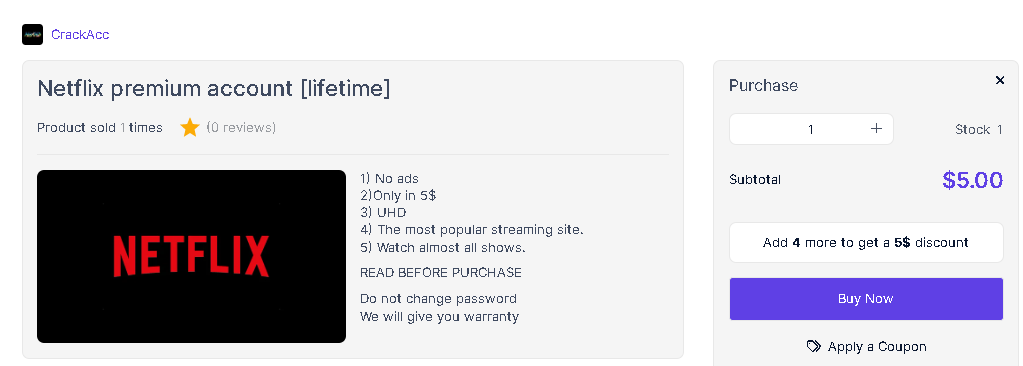 CrackAcc
Netflix premium account [lifetime]
Product sold 1 times
(0 reviews)
NETFLIX
1) No ads
2)Only in 5$
3) UHD
4) The most popular streaming site.
5) Watch almost all shows.
READ BEFORE PURCHASE
Do not change password
We will give you warranty
Purchase
1
Stock 1
Subtotal
$5.00
Add 4 more to get a 5$ discount
Buy Now
Apply a Coupon